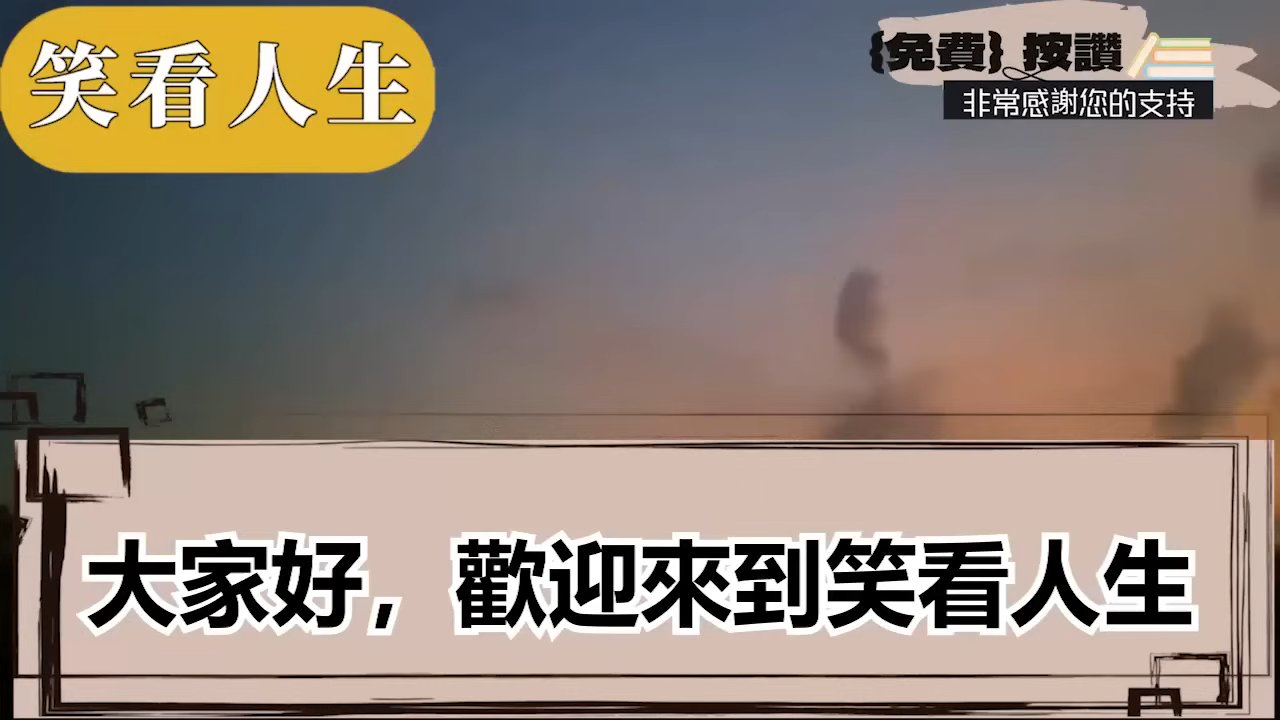 笑看人生
{免費} 按讚
非常感謝您的支持
大家好，歡迎來到笑看人生